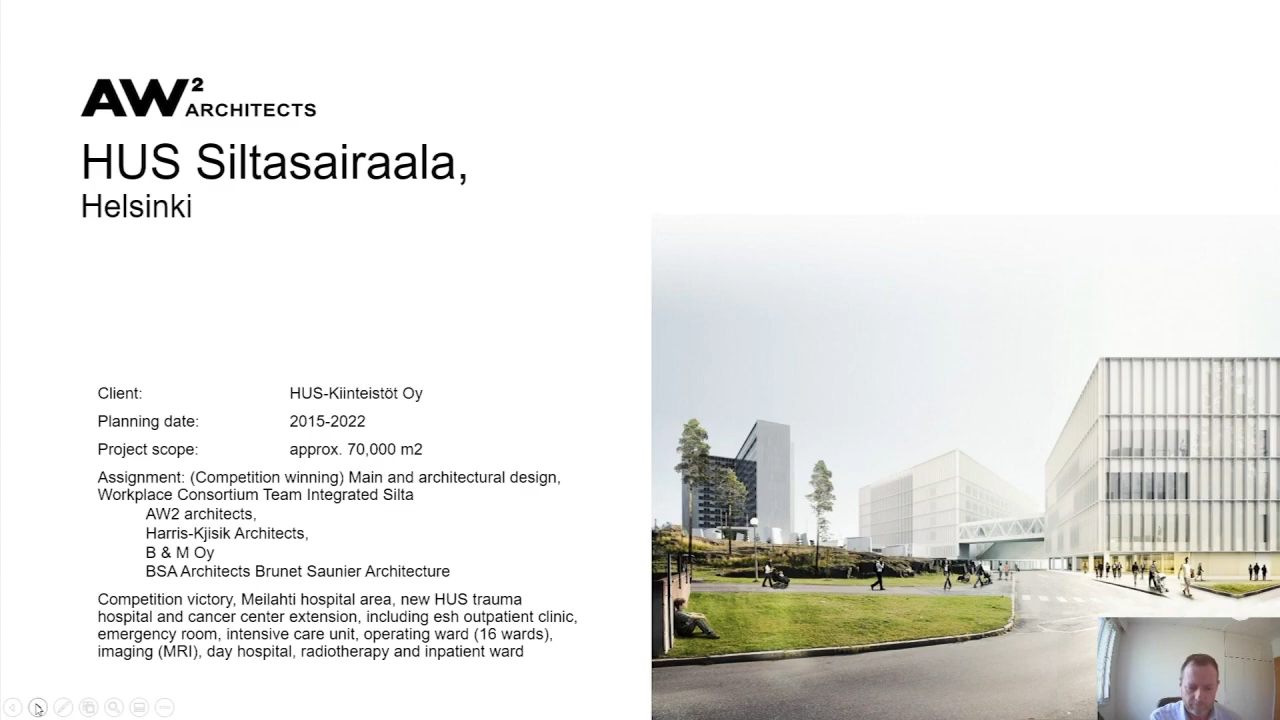 AW2
ARCHITECTS
HUS Siltasairaala,
Helsinki
Client: HUS-Kiinteistöt Oy
Planning date: 2015-2022
Project scope: approx. 70,000 m2
Assignment: (Competition winning) Main and architectural design,
Workplace Consortium Team Integrated Silta
AW2 architects,
Harris-Kjisik Architects,
B & M Oy
BSA Architects Brunet Saunier Architecture
Competition victory, Meilahti hospital area, new HUS trauma
hospital and cancer center extension, including esh outpatient clinic,
emergency room, intensive care unit, operating ward (16 wards),
imaging (MRI), day hospital, radiotherapy and inpatient ward